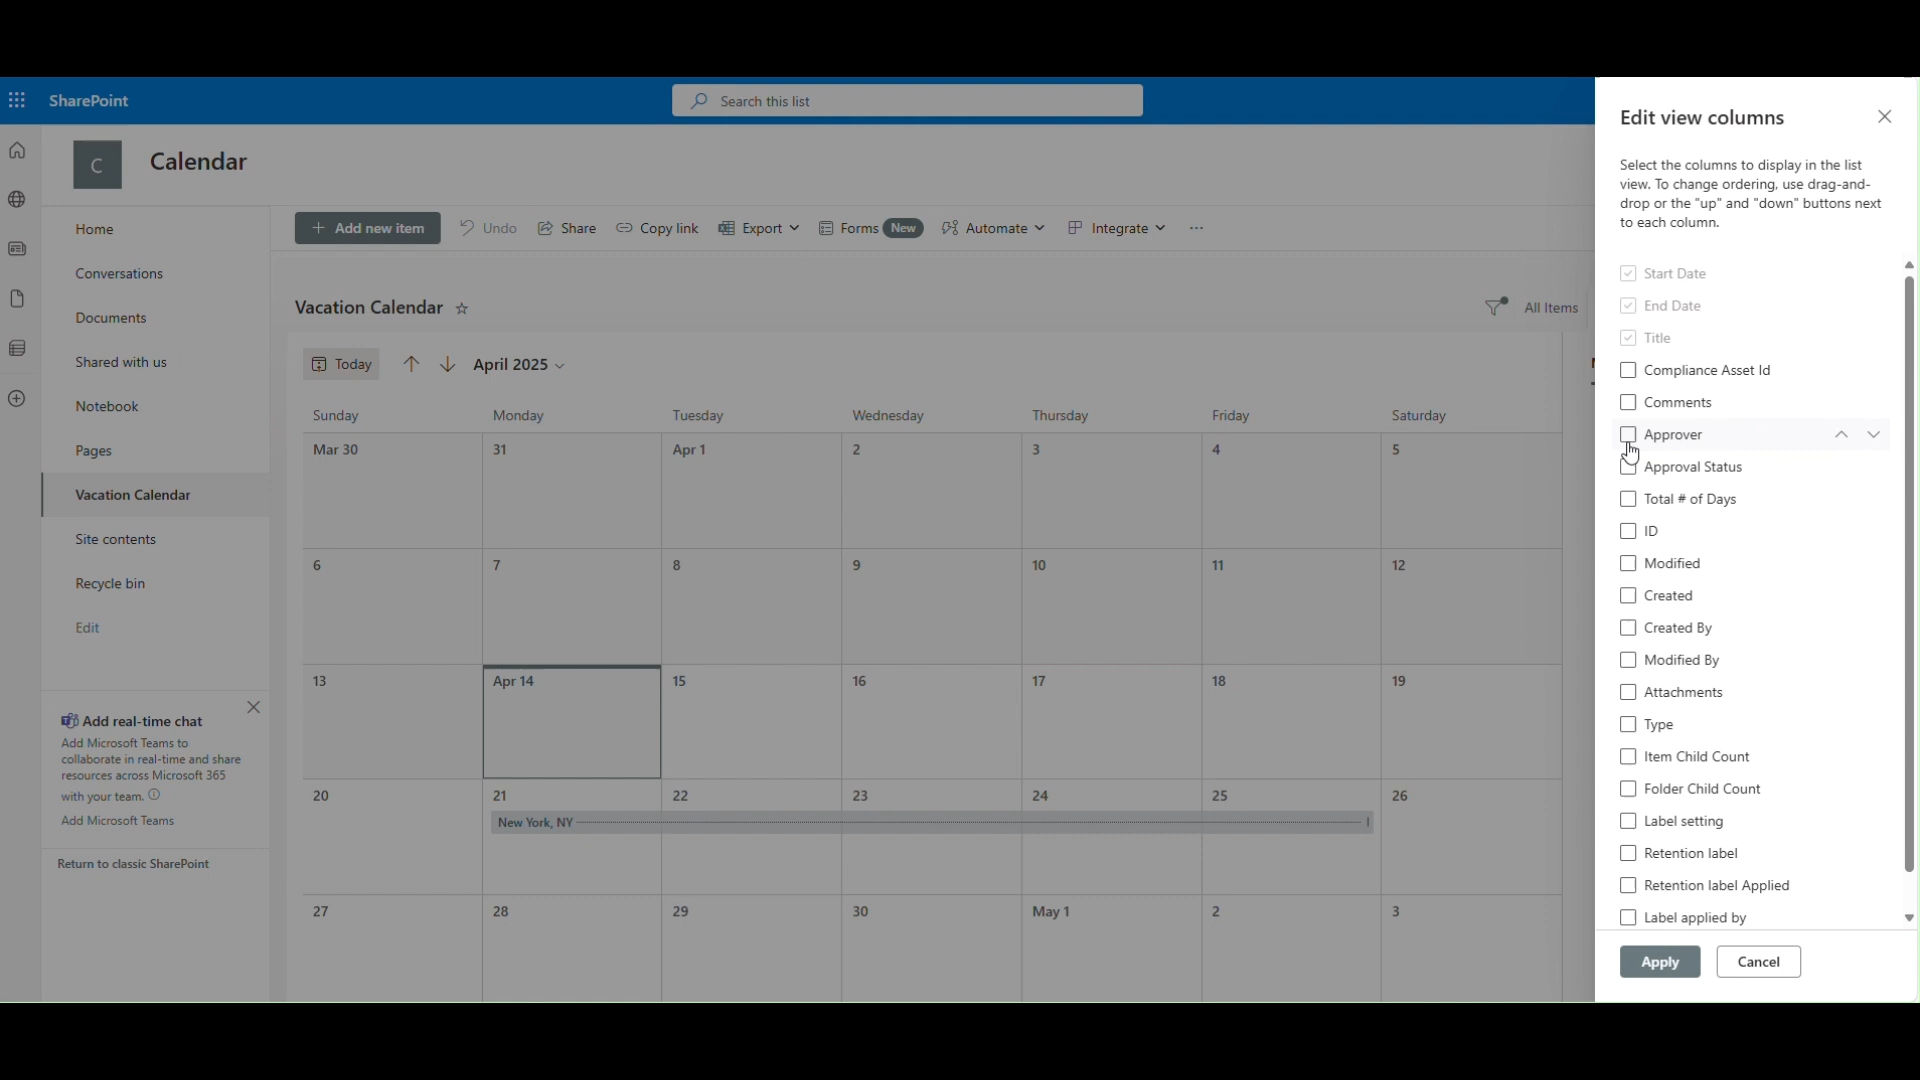 SharePoint
Search this list
C
Calendar
Home
Conversations
Documents
Shared with us
Notebook
Pages
Vacation Calendar
Site contents
Recycle bin
Edit
Add real-time chat
Add Microsoft Teams to
collaborate in real-time and share
resources across Microsoft 365
with your team.
Add Microsoft Teams
Return to classic SharePoint
Add new item Undo Share Copy link Export Forms New Automate Integrate ...
Vacation Calendar
All Items
Today April 2025
Sunday Monday Tuesday Wednesday Thursday Friday Saturday
Mar 30 31 Apr 1 2 3 4 5
6 7 8 9 10 11 12
13 Apr 14 15 16 17 18 19
20 21 22 23 24 25 26
New York, NY
27 28 29 30 May 1 2 3
Edit view columns
Select the columns to display in the list
view. To change ordering, use drag-and-
drop or the "up" and "down" buttons next
to each column.
Start Date
End Date
Title
Compliance Asset Id
Comments
Approver
Approval Status
Total # of Days
ID
Modified
Created
Created By
Modified By
Attachments
Type
Item Child Count
Folder Child Count
Label setting
Retention label
Retention label Applied
Label applied by
Apply Cancel